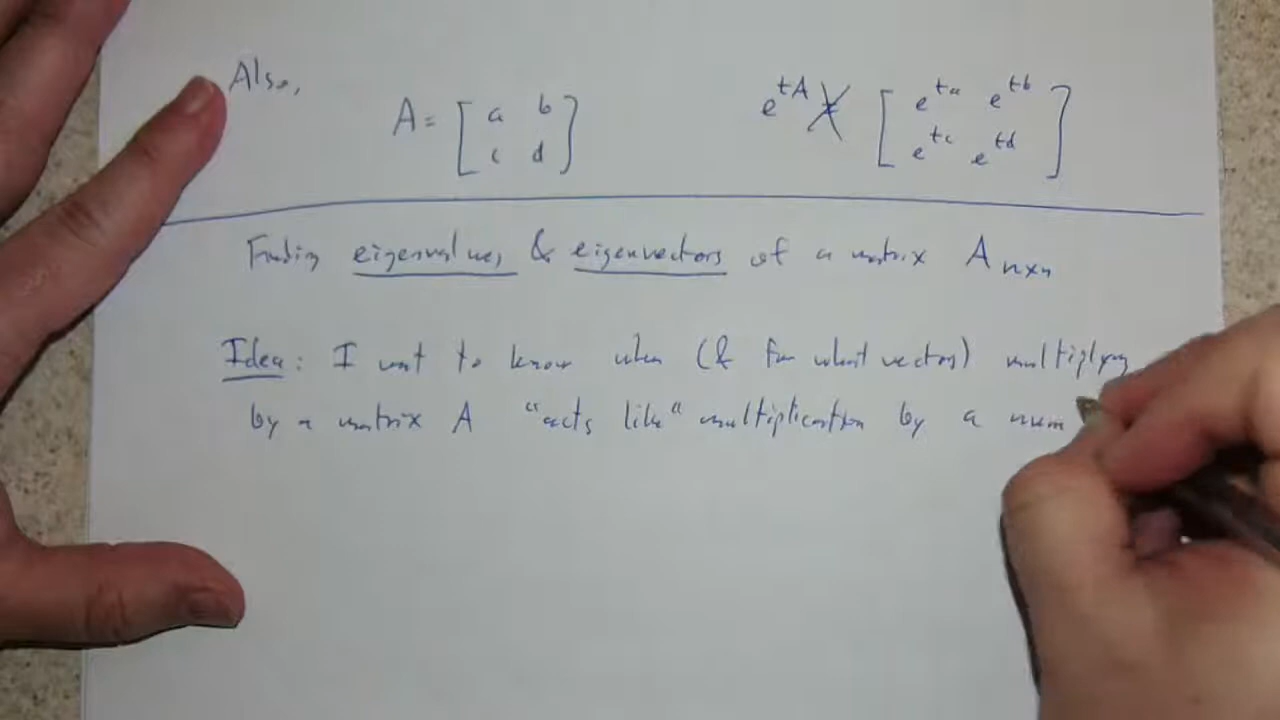 Also,
A = [ a b
c d ]
e^{tA} ≠ [ e^{ta} e^{tb}
e^{tc} e^{td} ]
Finding eigenvalues & eigenvectors of a matrix A_{nxn}
Idea: I want to know when (& for what vectors) multiplying
by a matrix A "acts like" multiplication by a num